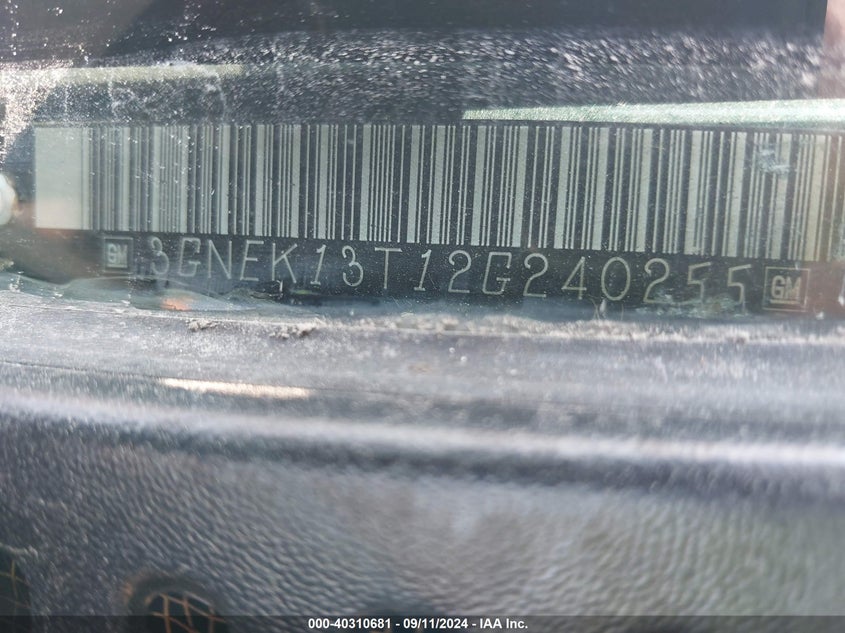 GM 3GNEK13T12G240255 GM
000-40310681 - 09/11/2024 - IAA Inc.